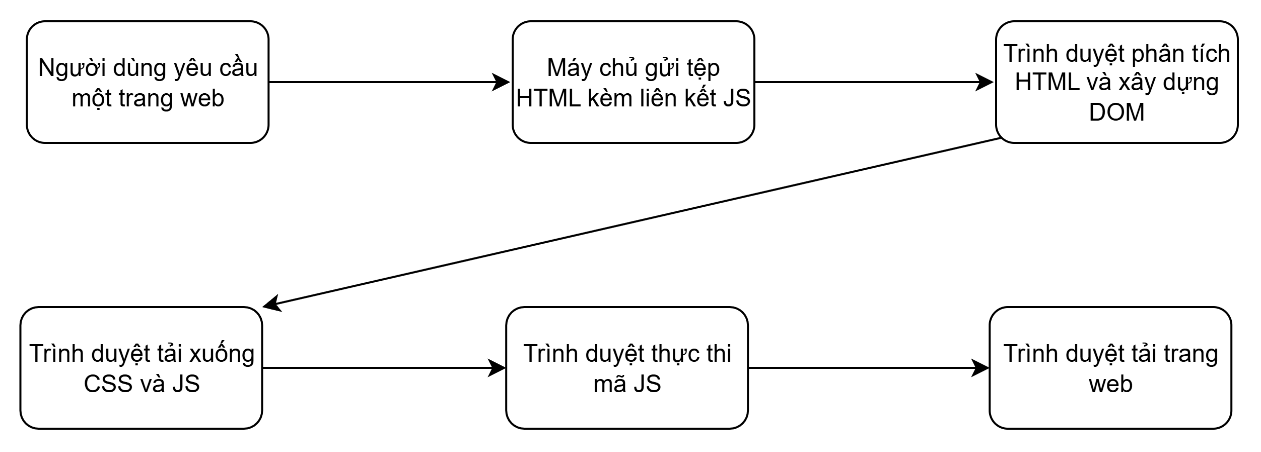 Người dùng yêu cầu
một trang web
Máy chủ gửi tệp
HTML kèm liên kết JS
Trình duyệt phân tích
HTML và xây dựng
DOM
Trình duyệt tải xuống
CSS và JS
Trình duyệt thực thi
mã JS
Trình duyệt tải trang
web